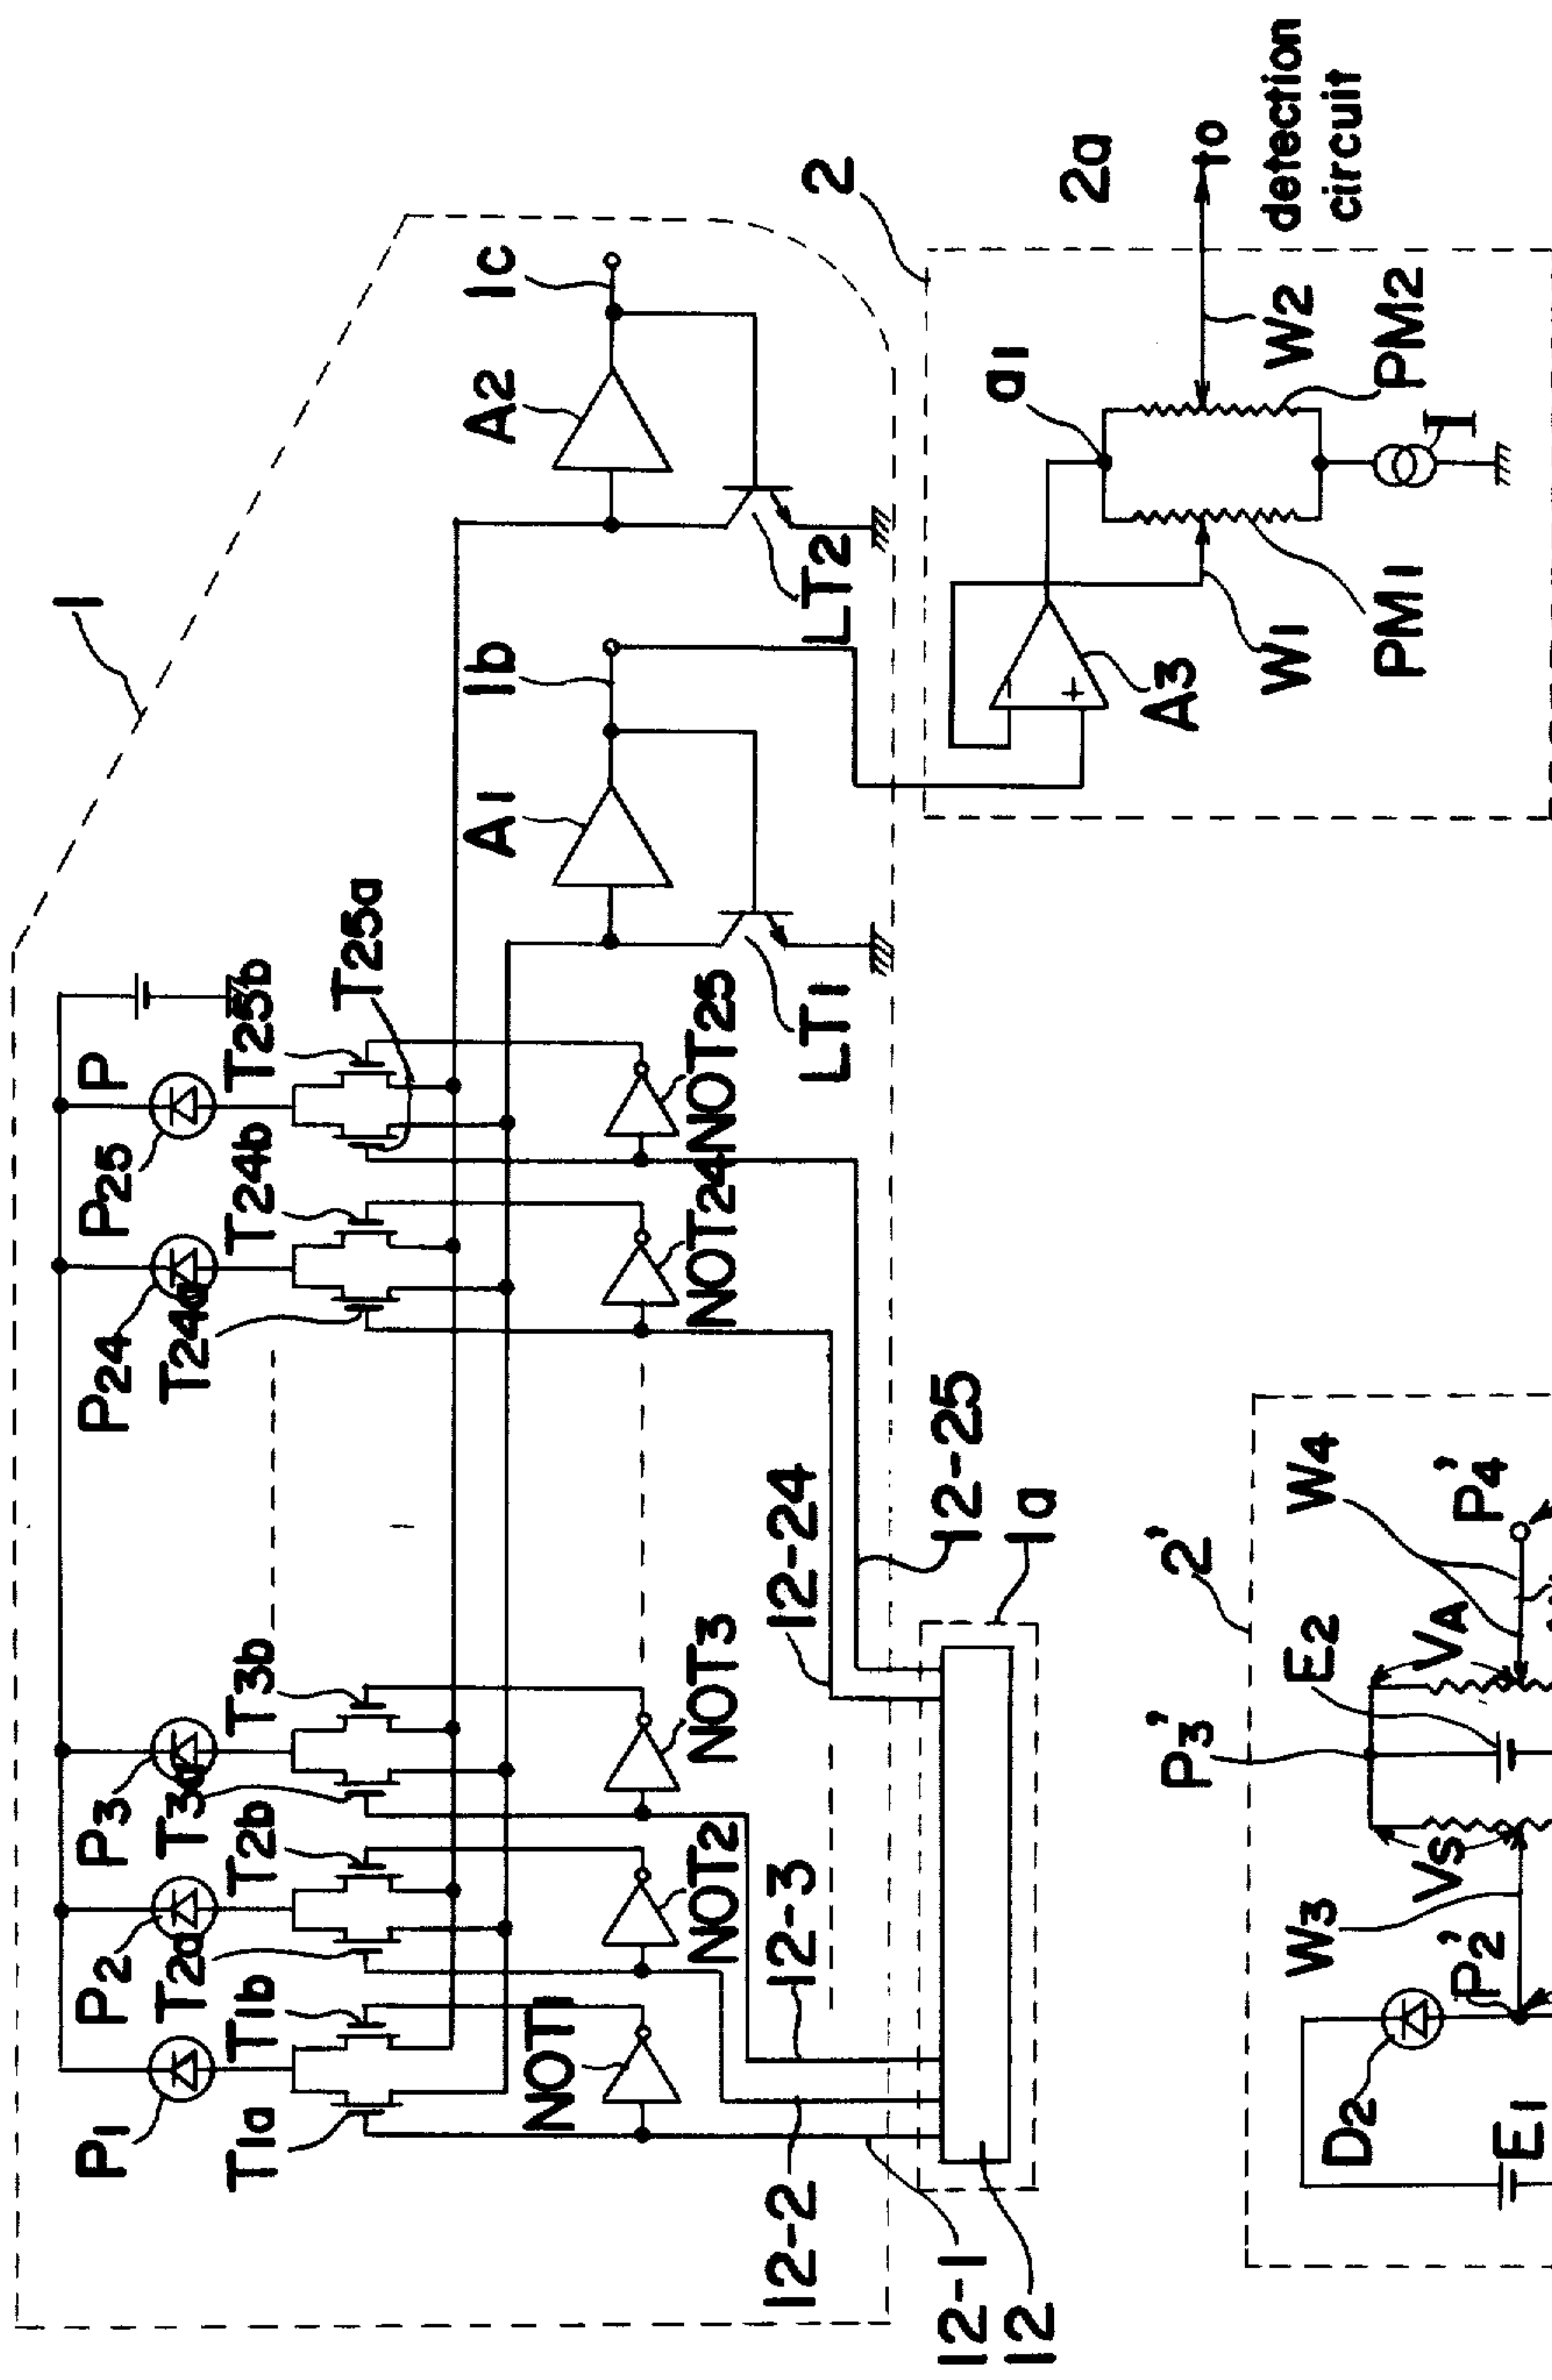 1
P1
P2
P3
P24
P25
P
T1a
T1b
T2a
T2b
T3a
T3b
T24a
T24b
T25a
T25b
NOT1
NOT2
NOT3
NOT24
NOT25
A1
1b
LT1
A2
1c
LT2
12-1
12-2
12-3
12-24
12-25
12
1a
2
2a
a1
A3
-
+
W1
W2
PM1
PM2
I
to
detection
circuit
2'
D2
E1
P2'
W3
VS
P3'
E2
VA
W4
P4'